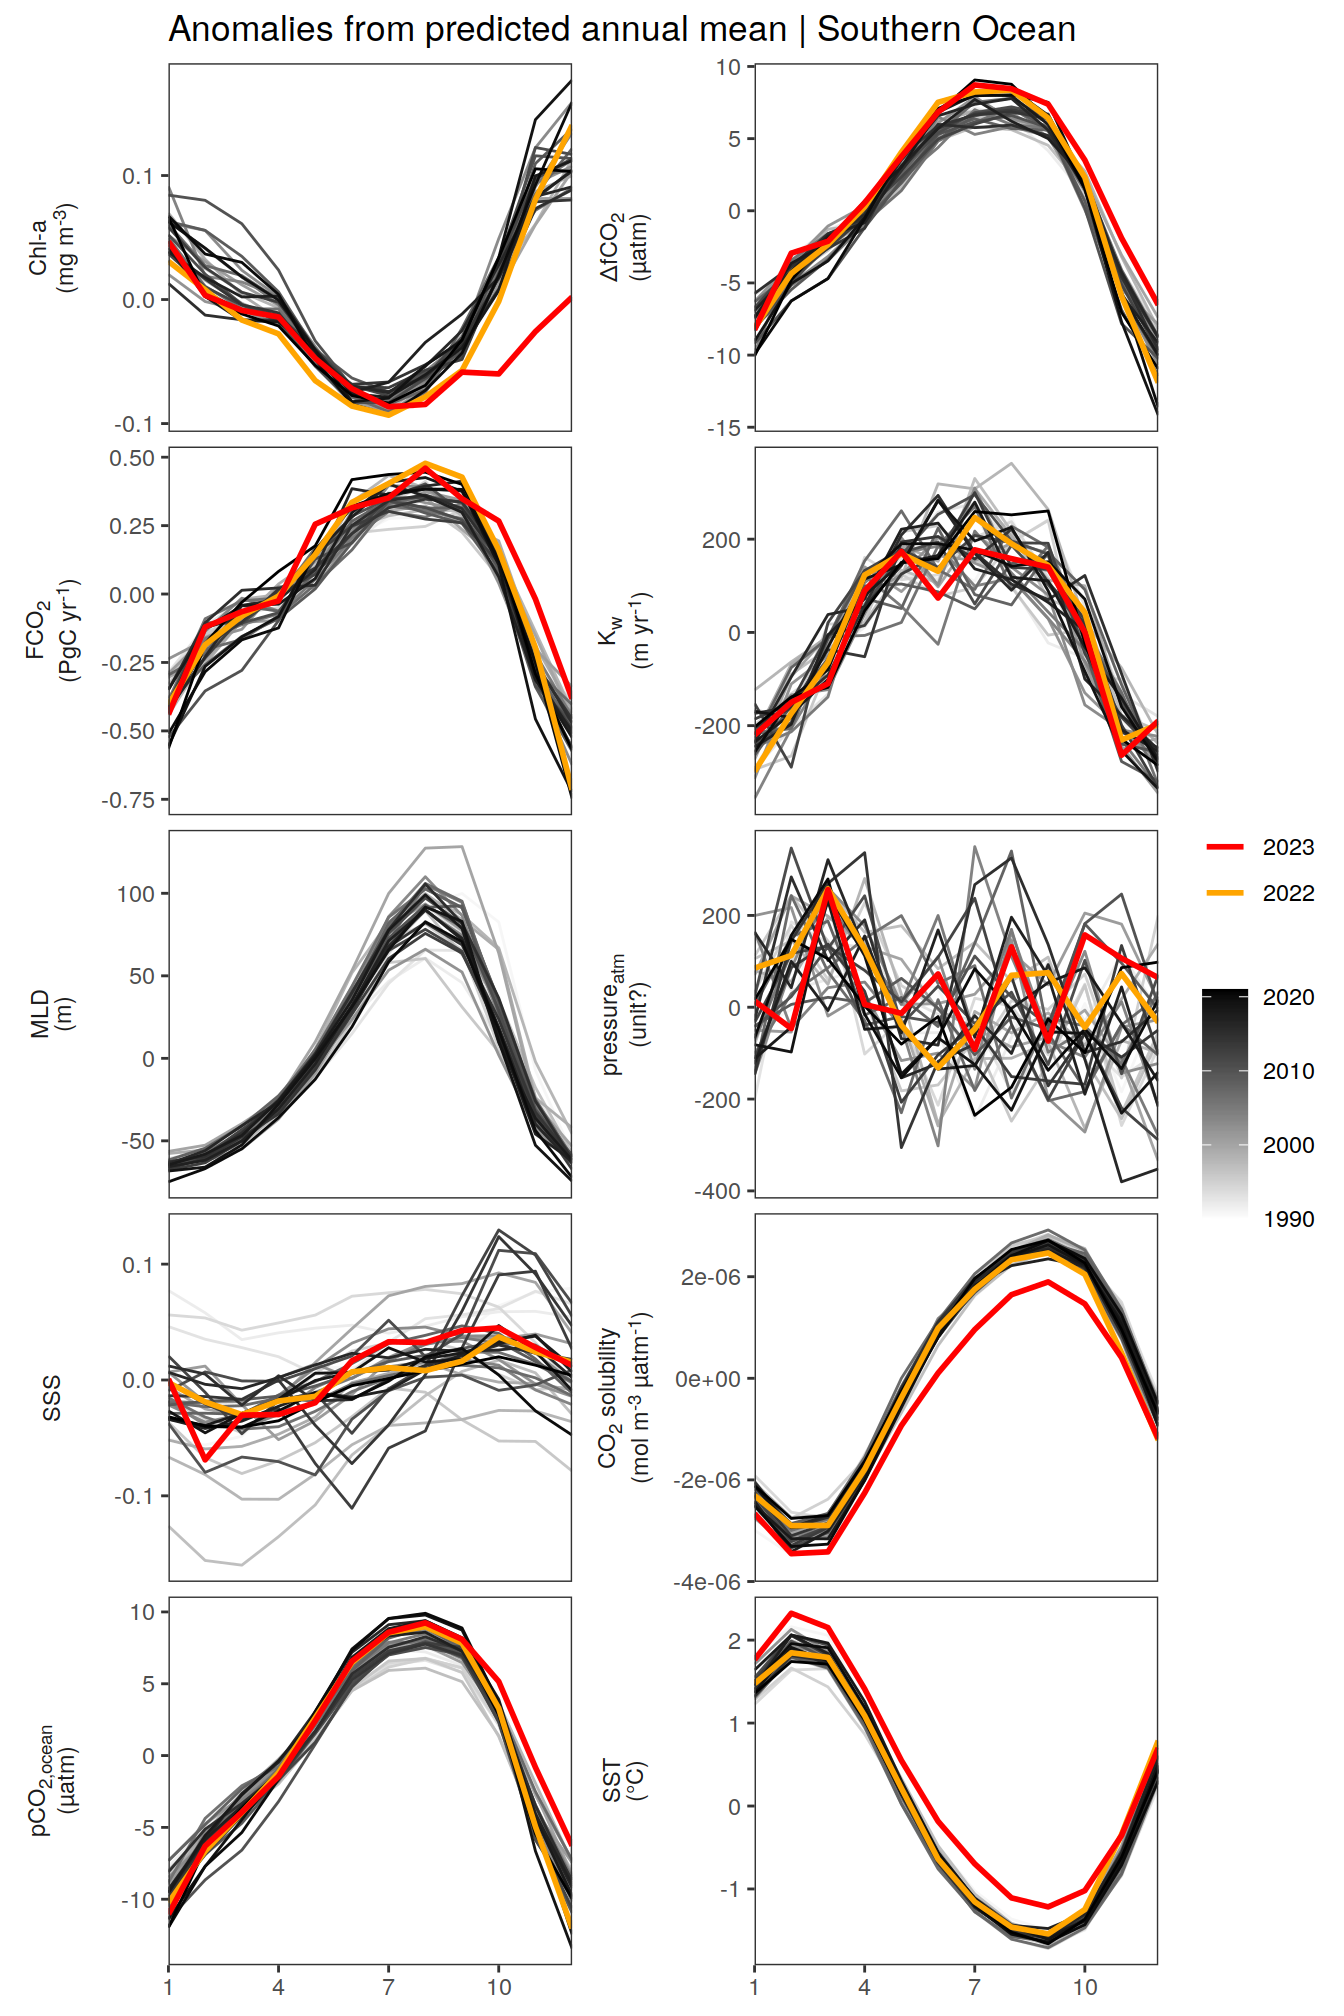 Anomalies from predicted annual mean | Southern Ocean
Chl-a
(mg m-3)
0.1
0.0
-0.1
ΔfCO2
(µatm)
10
5
0
-5
-10
-15
FCO2
(PgC yr-1)
0.50
0.25
0.00
-0.25
-0.50
-0.75
Kw
(m yr-1)
200
0
-200
MLD
(m)
100
50
0
-50
pressureatm
(unit?)
200
0
-200
-400
SSS
0.1
0.0
-0.1
CO2 solubility
(mol m-3 µatm-1)
2e-06
0e+00
-2e-06
-4e-06
pCO2,ocean
(µatm)
10
5
0
-5
-10
1 4 7 10
SST
(°C)
2
1
0
-1
1 4 7 10
2023
2022
2020
2010
2000
1990